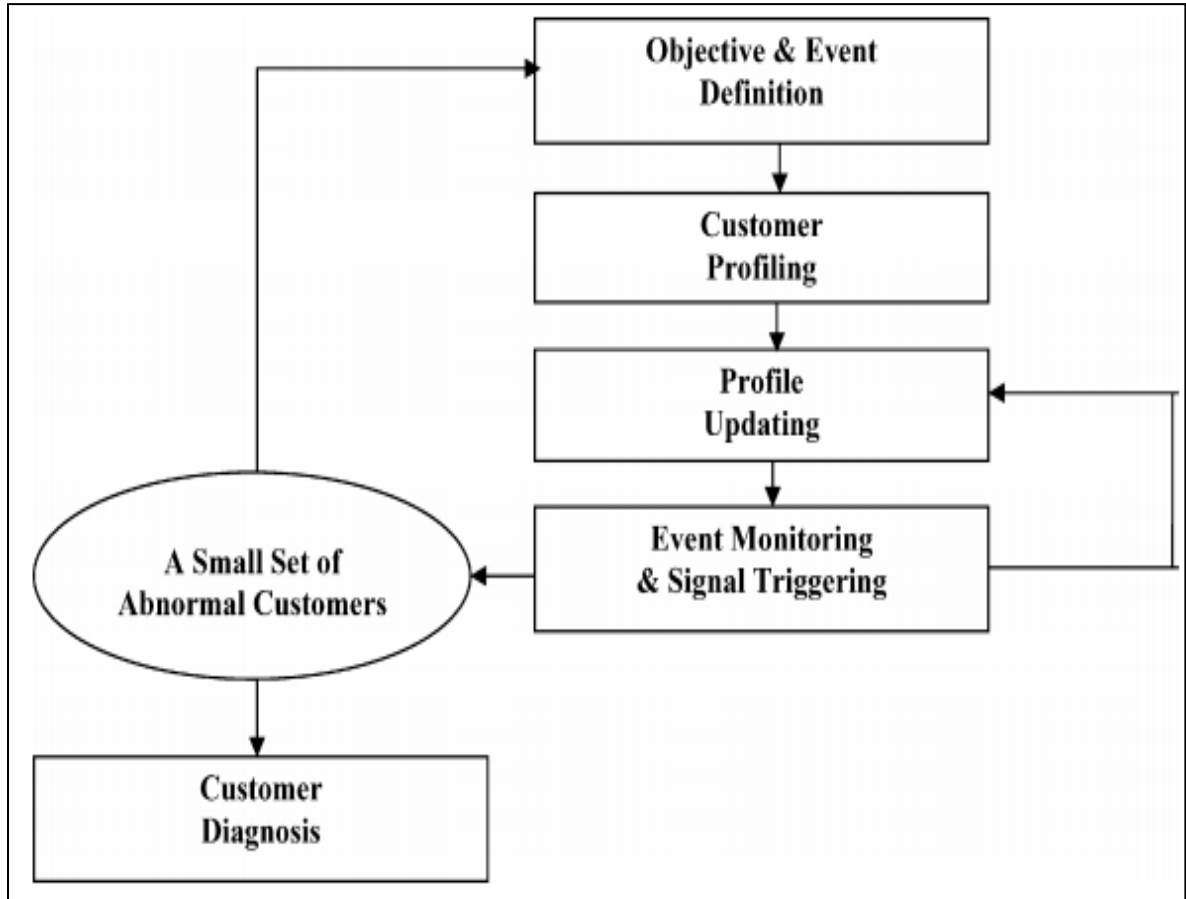 Objective & Event
Definition
Customer
Profiling
Profile
Updating
Event Monitoring
& Signal Triggering
A Small Set of
Abnormal Customers
Customer
Diagnosis